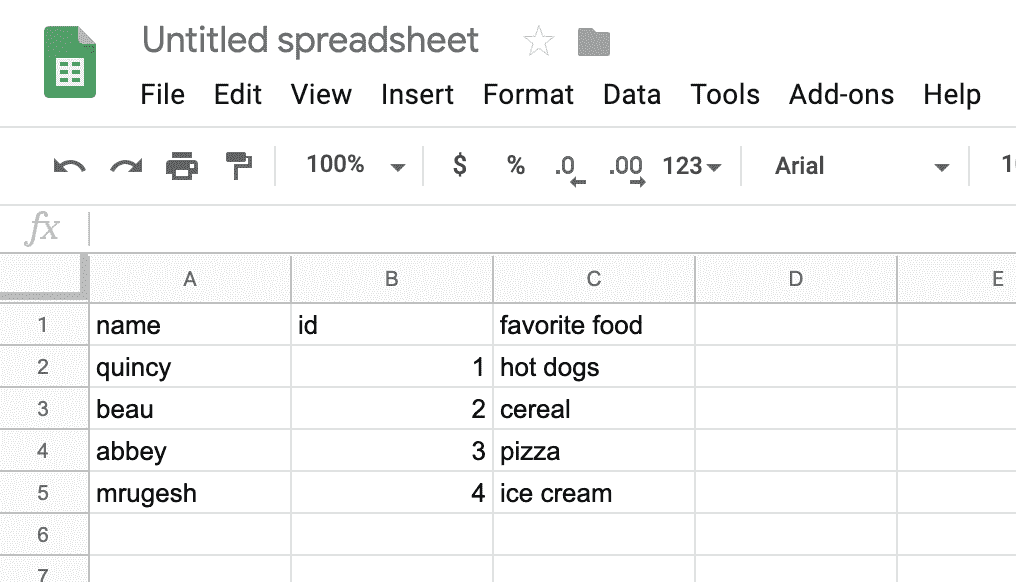 Untitled spreadsheet
File Edit View Insert Format Data Tools Add-ons Help
100% $ % .0 .00 123 Arial
fx
A B C D E
1 name id favorite food
2 quincy 1 hot dogs
3 beau 2 cereal
4 abbey 3 pizza
5 mrugesh 4 ice cream
6
7